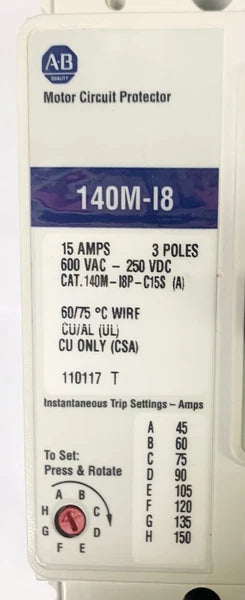 A-B
QUALITY
Motor Circuit Protector
140M-I8
15 AMPS 3 POLES
600 VAC – 250 VDC
CAT.140M-I8P-C15S (A)
60/75 °C WIRE
CU/AL (UL)
CU ONLY (CSA)
110117 T
Instantaneous Trip Settings – Amps
A 45
B 60
C 75
D 90
E 105
F 120
G 135
H 150
To Set:
Press & Rotate
A B
H C
G D
F E